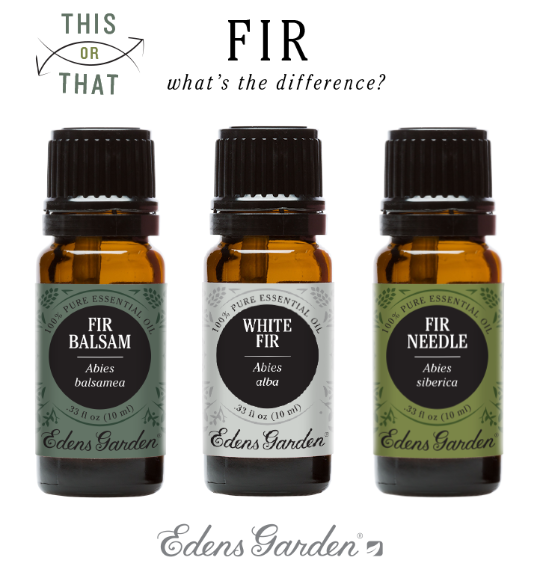 THIS
OR
THAT
FIR
what's the difference?
100% PURE ESSENTIAL OIL
FIR
BALSAM
Abies
balsamea
.33 fl oz (10 ml)
Edens Garden
100% PURE ESSENTIAL OIL
WHITE
FIR
Abies
alba
.33 fl oz (10 ml)
Edens Garden
100% PURE ESSENTIAL OIL
FIR
NEEDLE
Abies
siberica
.33 fl oz (10 ml)
Edens Garden
Edens Garden®